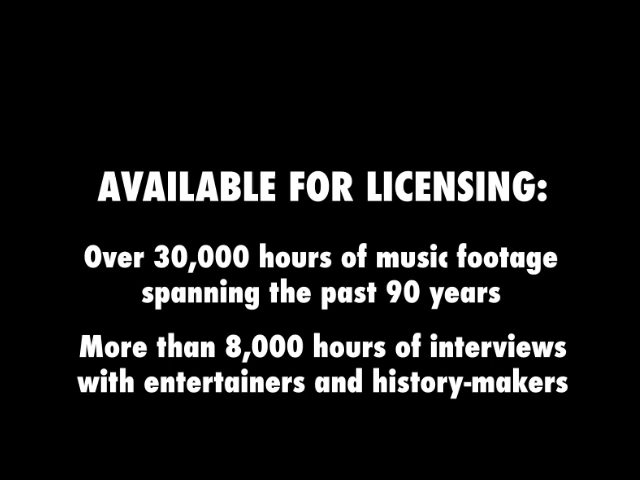 AVAILABLE FOR LICENSING:
Over 30,000 hours of music footage
spanning the past 90 years
More than 8,000 hours of interviews
with entertainers and history-makers